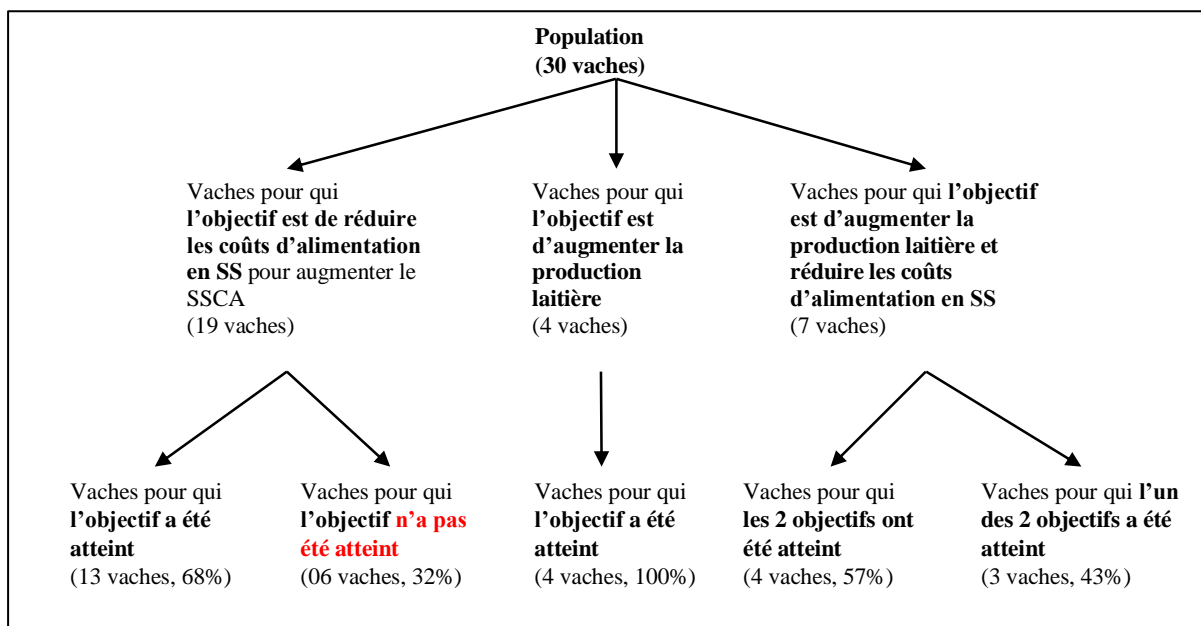 Population
(30 vaches)
Vaches pour qui
l’objectif est de réduire
les coûts d’alimentation
en SS pour augmenter le
SSCA
(19 vaches)
Vaches pour qui
l’objectif est
d’augmenter la
production
laitière
(4 vaches)
Vaches pour qui l’objectif
est d’augmenter la
production laitière et
réduire les coûts
d’alimentation en SS
(7 vaches)
Vaches pour qui
l’objectif a été
atteint
(13 vaches, 68%)
Vaches pour qui
l’objectif n’a pas
été atteint
(06 vaches, 32%)
Vaches pour qui
l’objectif a été
atteint
(4 vaches, 100%)
Vaches pour qui
les 2 objectifs ont
été atteint
(4 vaches, 57%)
Vaches pour qui l’un
des 2 objectifs a été
atteint
(3 vaches, 43%)